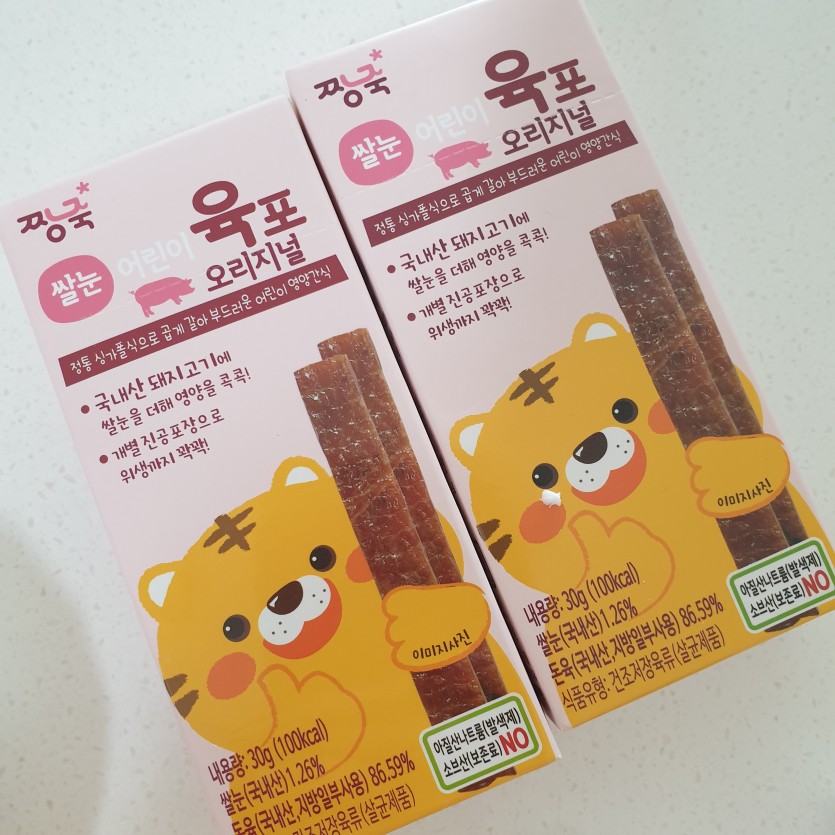 짱죽
쌀눈 어린이 육포
오리지널
정통 싱가폴식으로 곱게 갈아 부드러운 어린이 영양간식
• 국내산 돼지고기에
쌀눈을 더해 영양을 콕콕!
• 개별 진공포장으로
위생까지 꽉꽉!
이미지사진
아질산나트륨(발색제)
소브산(보존료) NO
내용량: 30g (100kcal)
쌀눈(국내산) 1.26%
돈육(국내산, 지방일부사용) 86.59%
건조저장육류(살균제품)
짱죽
쌀눈 어린이 육포
오리지널
정통 싱가폴식으로 곱게 갈아 부드러운 어린이 영양간식
• 국내산 돼지고기에
쌀눈을 더해 영양을 콕콕!
• 개별 진공포장으로
위생까지 꽉꽉!
이미지사진
아질산나트륨(발색제)
소브산(보존료) NO
내용량: 30g (100kcal)
쌀눈(국내산) 1.26%
돈육(국내산, 지방일부사용) 86.59%
식품유형: 건조저장육류(살균제품)